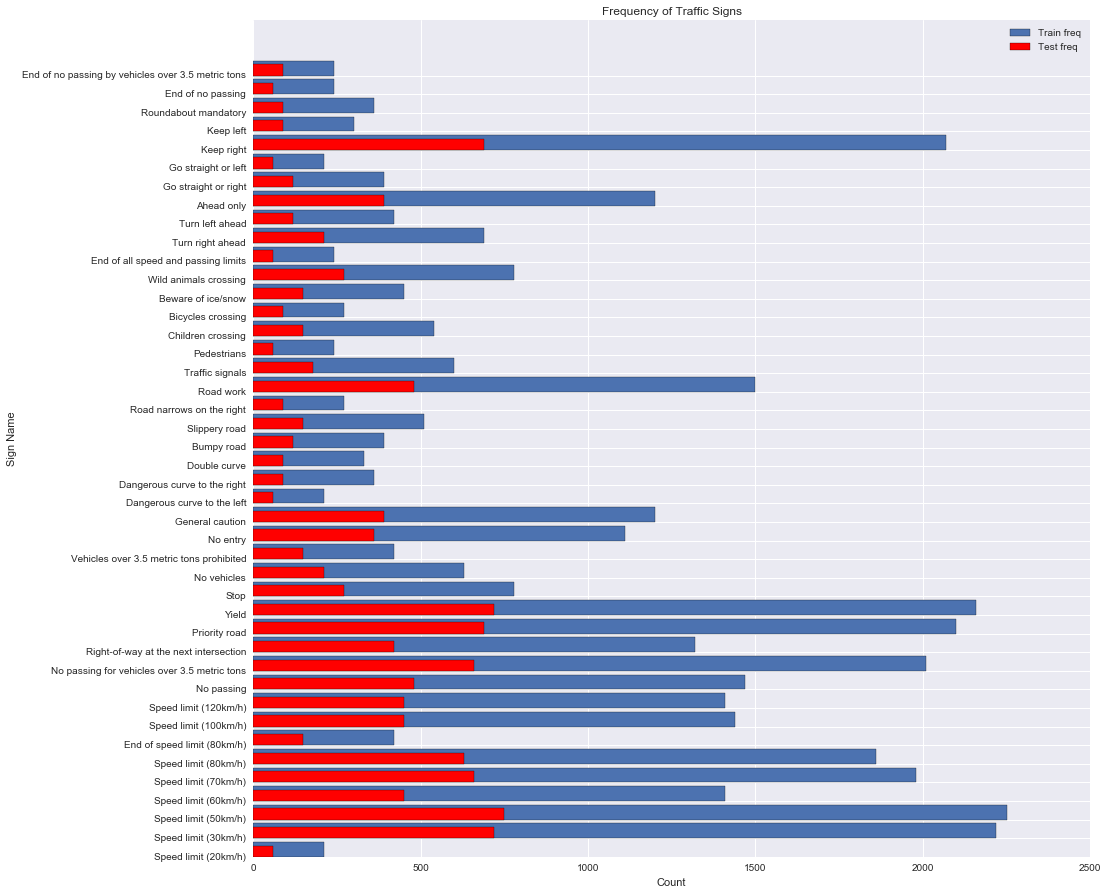 Frequency of Traffic Signs
Train freq
Test freq
End of no passing by vehicles over 3.5 metric tons
End of no passing
Roundabout mandatory
Keep left
Keep right
Go straight or left
Go straight or right
Ahead only
Turn left ahead
Turn right ahead
End of all speed and passing limits
Wild animals crossing
Beware of ice/snow
Bicycles crossing
Children crossing
Pedestrians
Traffic signals
Road work
Road narrows on the right
Slippery road
Bumpy road
Double curve
Dangerous curve to the right
Dangerous curve to the left
General caution
No entry
Vehicles over 3.5 metric tons prohibited
No vehicles
Stop
Yield
Priority road
Right-of-way at the next intersection
No passing for vehicles over 3.5 metric tons
No passing
Speed limit (120km/h)
Speed limit (100km/h)
End of speed limit (80km/h)
Speed limit (80km/h)
Speed limit (70km/h)
Speed limit (60km/h)
Speed limit (50km/h)
Speed limit (30km/h)
Speed limit (20km/h)
Sign Name
0 500 1000 1500 2000 2500
Count